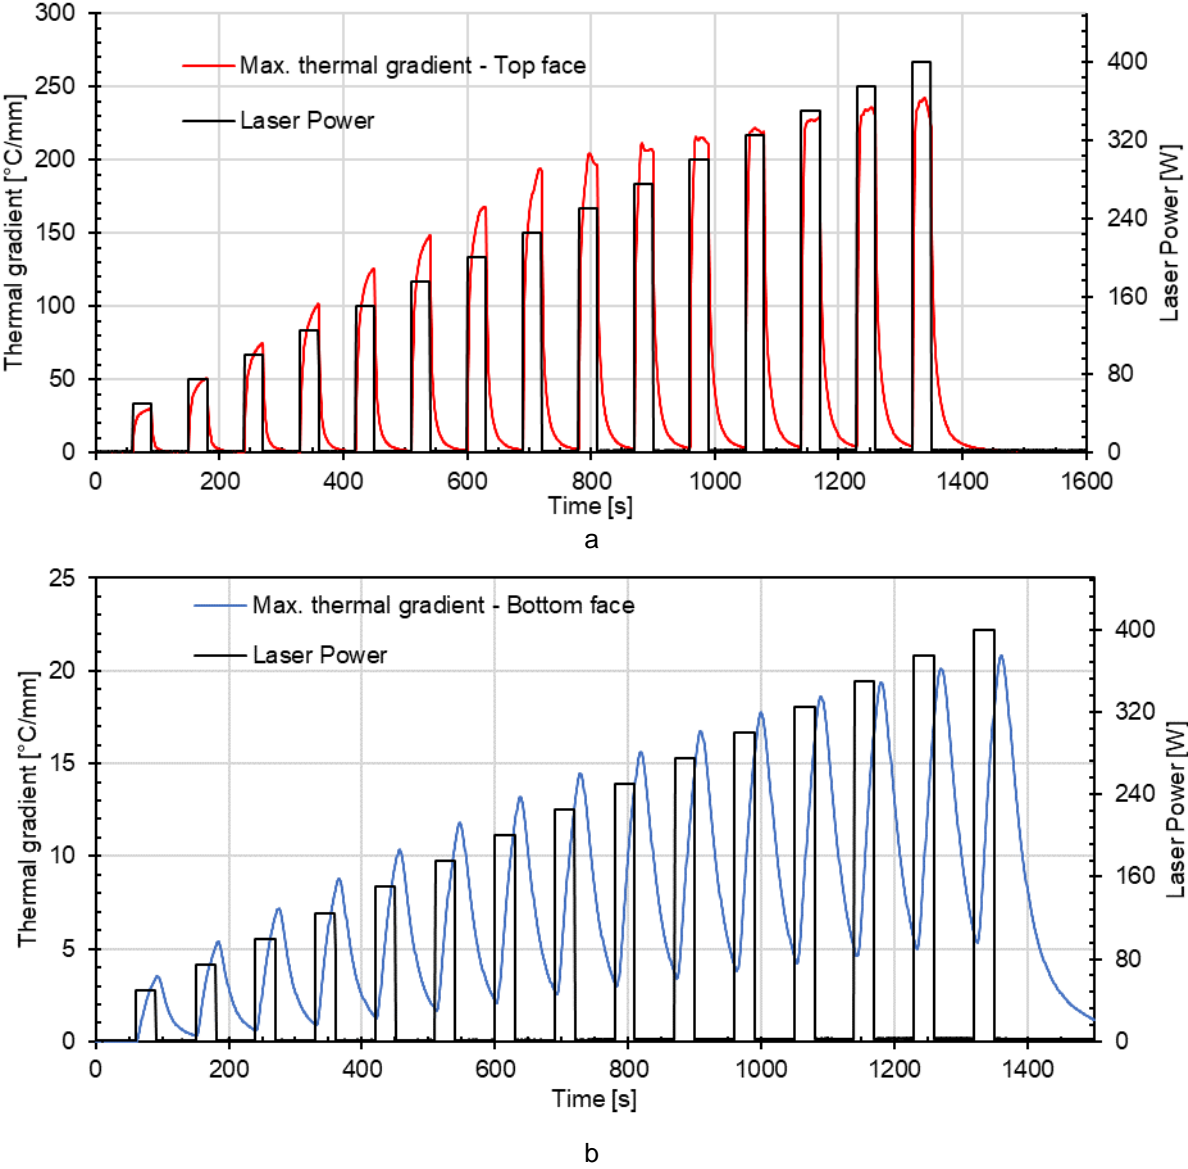 300
250
200
150
100
50
0
Thermal gradient [°C/mm]
Max. thermal gradient - Top face
Laser Power
400
320
240
160
80
0
Laser Power [W]
0 200 400 600 800 1000 1200 1400 1600
Time [s]
a
25
20
15
10
5
0
Thermal gradient [°C/mm]
Max. thermal gradient - Bottom face
Laser Power
400
320
240
160
80
0
Laser Power [W]
0 200 400 600 800 1000 1200 1400
Time [s]
b